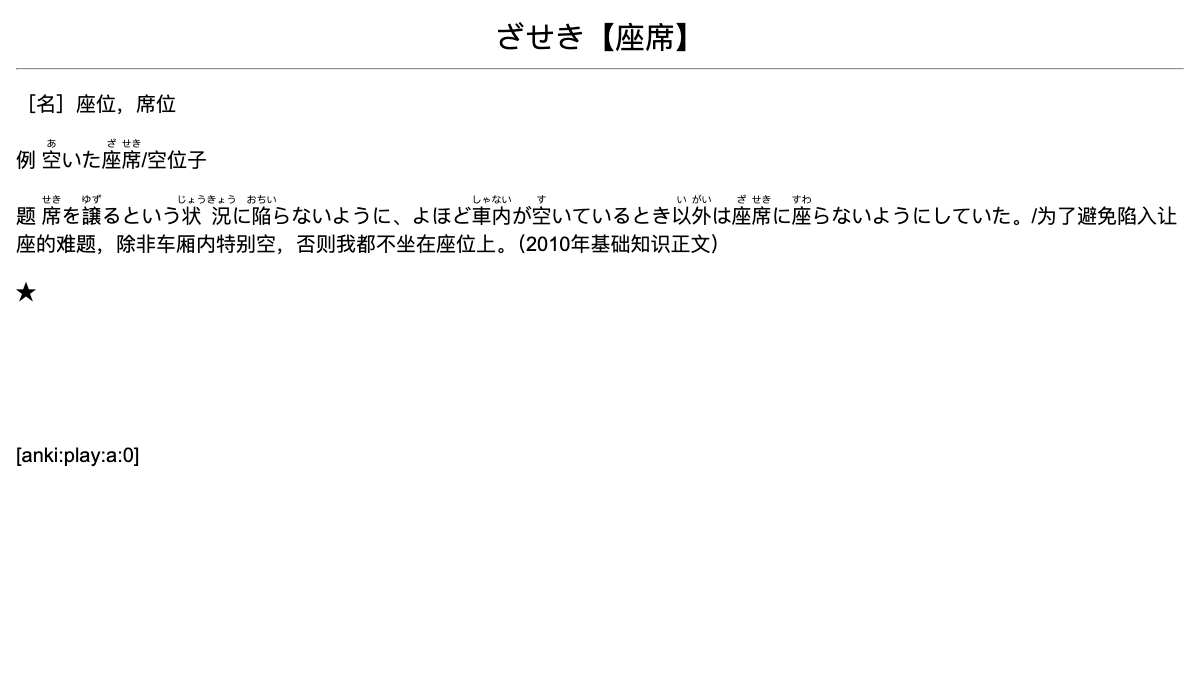 ざせき【座席】
［名］座位，席位
例 空いた座席/空位子
题 席を譲るという状況に陥らないように、よほど車内が空いているとき以外は座席に座らないようにしていた。/为了避免陷入让
座的难题，除非车厢内特别空，否则我都不坐在座位上。（2010年基础知识正文）
★
[anki:play:a:0]